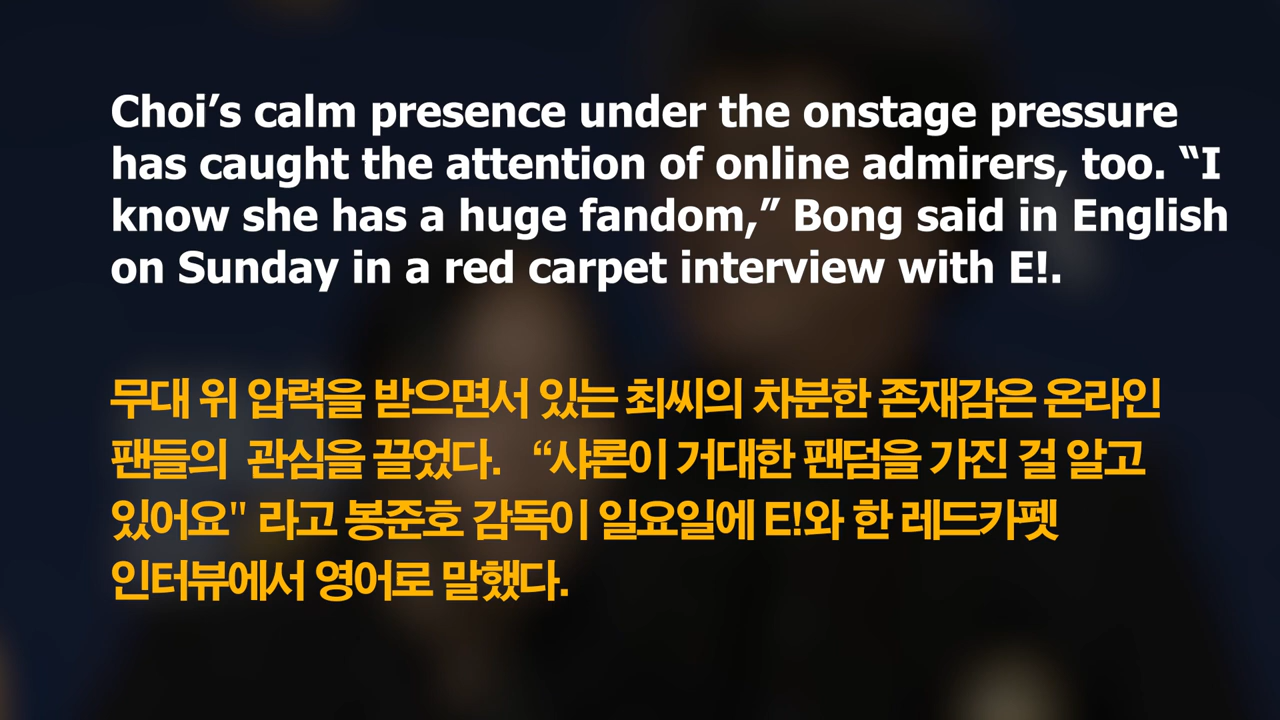 Choi’s calm presence under the onstage pressure
has caught the attention of online admirers, too. “I
know she has a huge fandom,” Bong said in English
on Sunday in a red carpet interview with E!.
무대 위 압력을 받으면서 있는 최씨의 차분한 존재감은 온라인
팬들의 관심을 끌었다. “샤론이 거대한 팬덤을 가진 걸 알고
있어요" 라고 봉준호 감독이 일요일에 E!와 한 레드카펫
인터뷰에서 영어로 말했다.